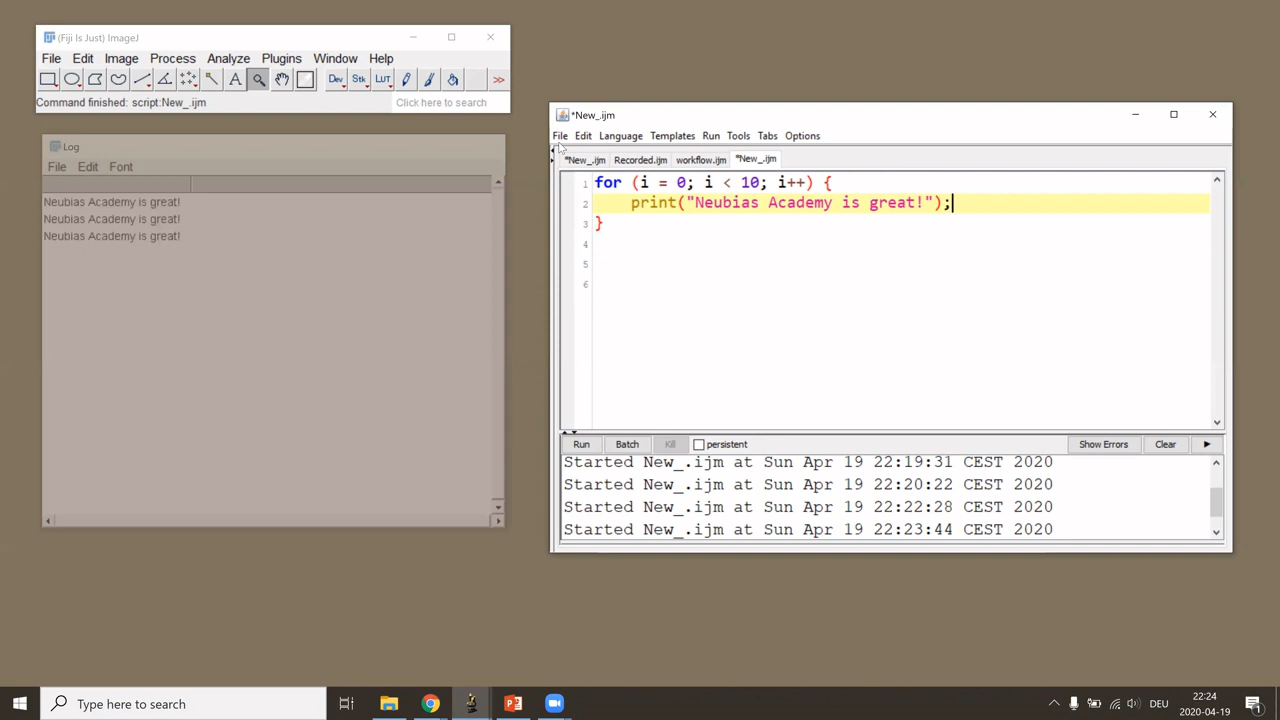 (Fiji Is Just) ImageJ
File Edit Image Process Analyze Plugins Window Help
Dev Stk LUT >>
Command finished: script:New_.ijm
Click here to search
Log
File Edit Font
Neubias Academy is great!
Neubias Academy is great!
Neubias Academy is great!
*New_.ijm
File Edit Language Templates Run Tools Tabs Options
*New_.ijm Recorded.ijm workflow.ijm *New_.ijm
1 for (i = 0; i < 10; i++) {
2 print("Neubias Academy is great!");
3 }
4
5
6
Run Batch Kill persistent Show Errors Clear
Started New_.ijm at Sun Apr 19 22:19:31 CEST 2020
Started New_.ijm at Sun Apr 19 22:20:22 CEST 2020
Started New_.ijm at Sun Apr 19 22:22:28 CEST 2020
Started New_.ijm at Sun Apr 19 22:23:44 CEST 2020
Type here to search
DEU
22:24
2020-04-19
1